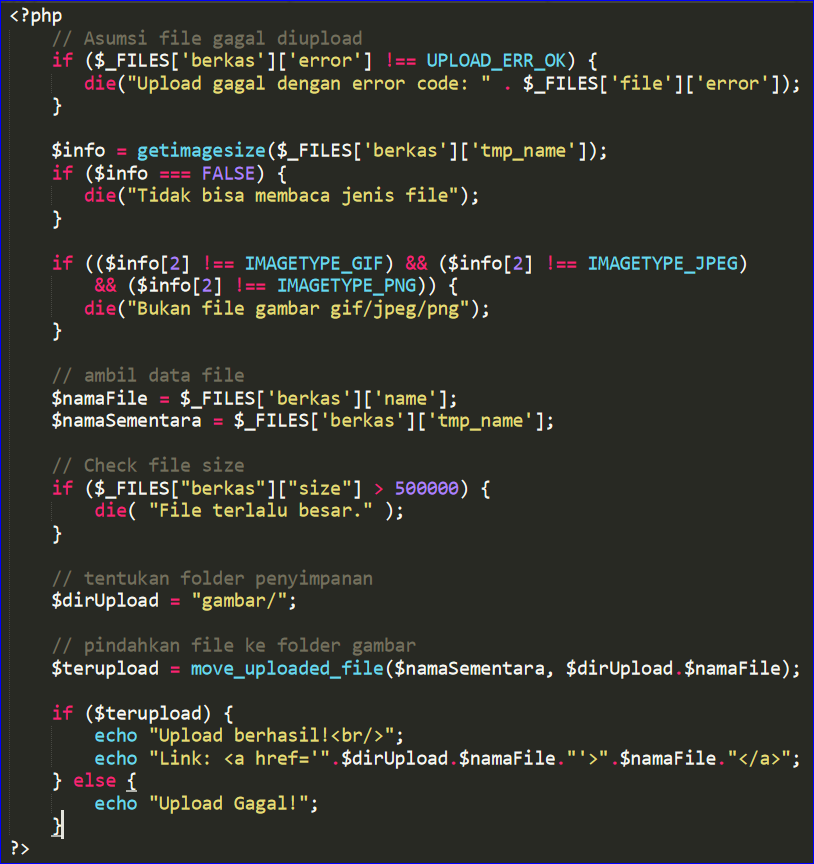 <?php
// Asumsi file gagal diupload
if ($_FILES['berkas']['error'] !== UPLOAD_ERR_OK) {
die("Upload gagal dengan error code: " . $_FILES['file']['error']);
}
$info = getimagesize($_FILES['berkas']['tmp_name']);
if ($info === FALSE) {
die("Tidak bisa membaca jenis file");
}
if (($info[2] !== IMAGETYPE_GIF) && ($info[2] !== IMAGETYPE_JPEG)
&& ($info[2] !== IMAGETYPE_PNG)) {
die("Bukan file gambar gif/jpeg/png");
}
// ambil data file
$namaFile = $_FILES['berkas']['name'];
$namaSementara = $_FILES['berkas']['tmp_name'];
// Check file size
if ($_FILES["berkas"]["size"] > 500000) {
die( "File terlalu besar." );
}
// tentukan folder penyimpanan
$dirUpload = "gambar/";
// pindahkan file ke folder gambar
$terupload = move_uploaded_file($namaSementara, $dirUpload.$namaFile);
if ($terupload) {
echo "Upload berhasil!<br/>";
echo "Link: <a href='".$dirUpload.$namaFile."'>".$namaFile."</a>";
} else {
echo "Upload Gagal!";
}
?>